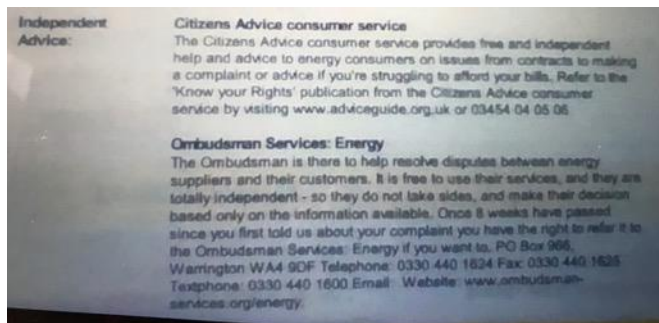 Independent
Advice:
Citizens Advice consumer service
The Citizens Advice consumer service provides free and independent
help and advice to energy consumers on issues from contracts to making
a complaint or advice if you're struggling to afford your bills. Refer to the
'Know your Rights' publication from the Citizens Advice consumer
service by visiting www.adviceguide.org.uk or 03454 04 05 06
Ombudsman Services: Energy
The Ombudsman is there to help resolve disputes between energy
suppliers and their customers. It is free to use their services, and they are
totally independent - so they do not take sides, and make their decision
based only on the information available. Once 8 weeks have passed
since you first told us about your complaint you have the right to refer it to
the Ombudsman Services: Energy if you want to. PO Box 966,
Warrington WA4 9DF Telephone: 0330 440 1624 Fax: 0330 440 1625
Textphone: 0330 440 1600 Email: Website: www.ombudsman-
services.org/energy.